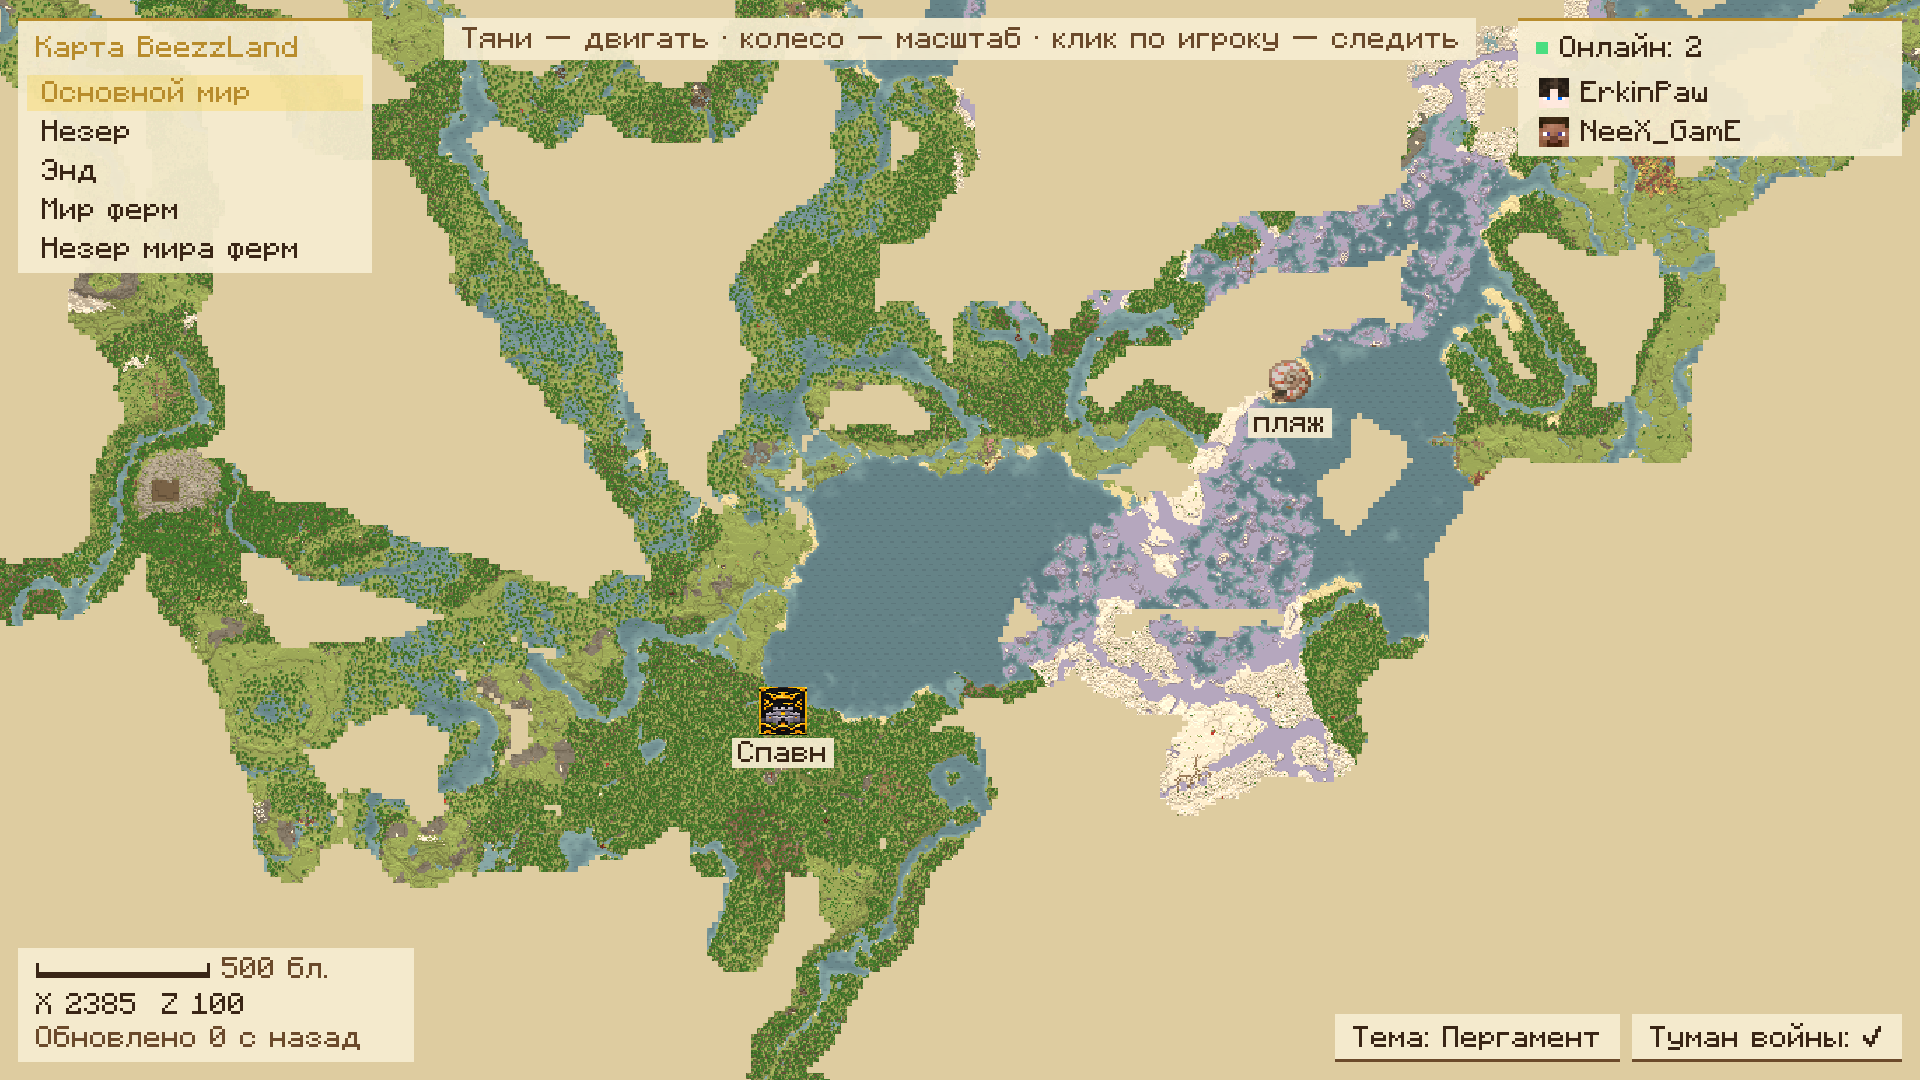 Карта BeezzLand
Основной мир
Незер
Энд
Мир ферм
Незер мира ферм
Тяни — двигать · колесо — масштаб · клик по игроку — следить
Онлайн: 2
ErkinPaw
NeeX_GamE
пляж
Спавн
500 бл.
X 2385 Z 100
Обновлено 0 с назад
Тема: Пергамент
Туман войны: ✓